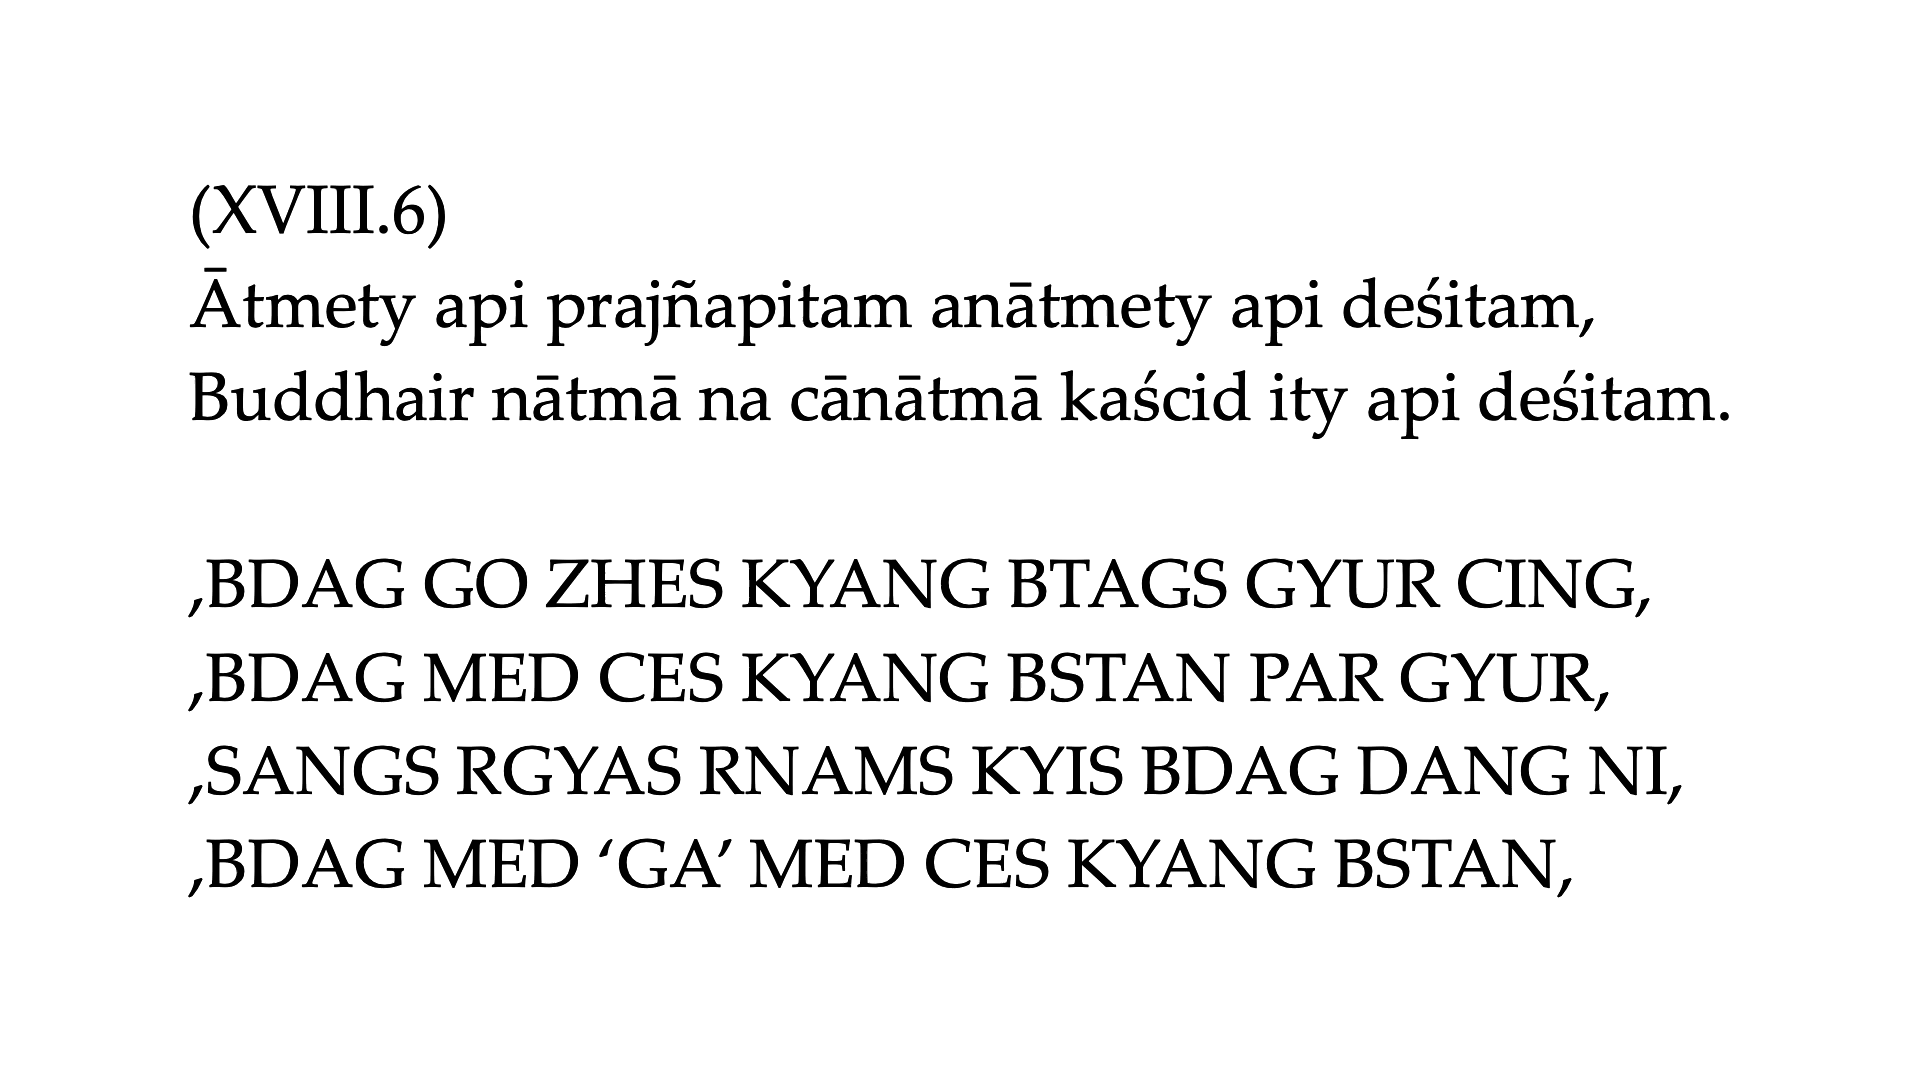 (XVIII.6)
Ātmety api prajñapitam anātmety api deśitam,
Buddhair nātmā na cānātmā kaścid ity api deśitam.
,BDAG GO ZHES KYANG BTAGS GYUR CING,
,BDAG MED CES KYANG BSTAN PAR GYUR,
,SANGS RGYAS RNAMS KYIS BDAG DANG NI,
,BDAG MED ‘GA’ MED CES KYANG BSTAN,